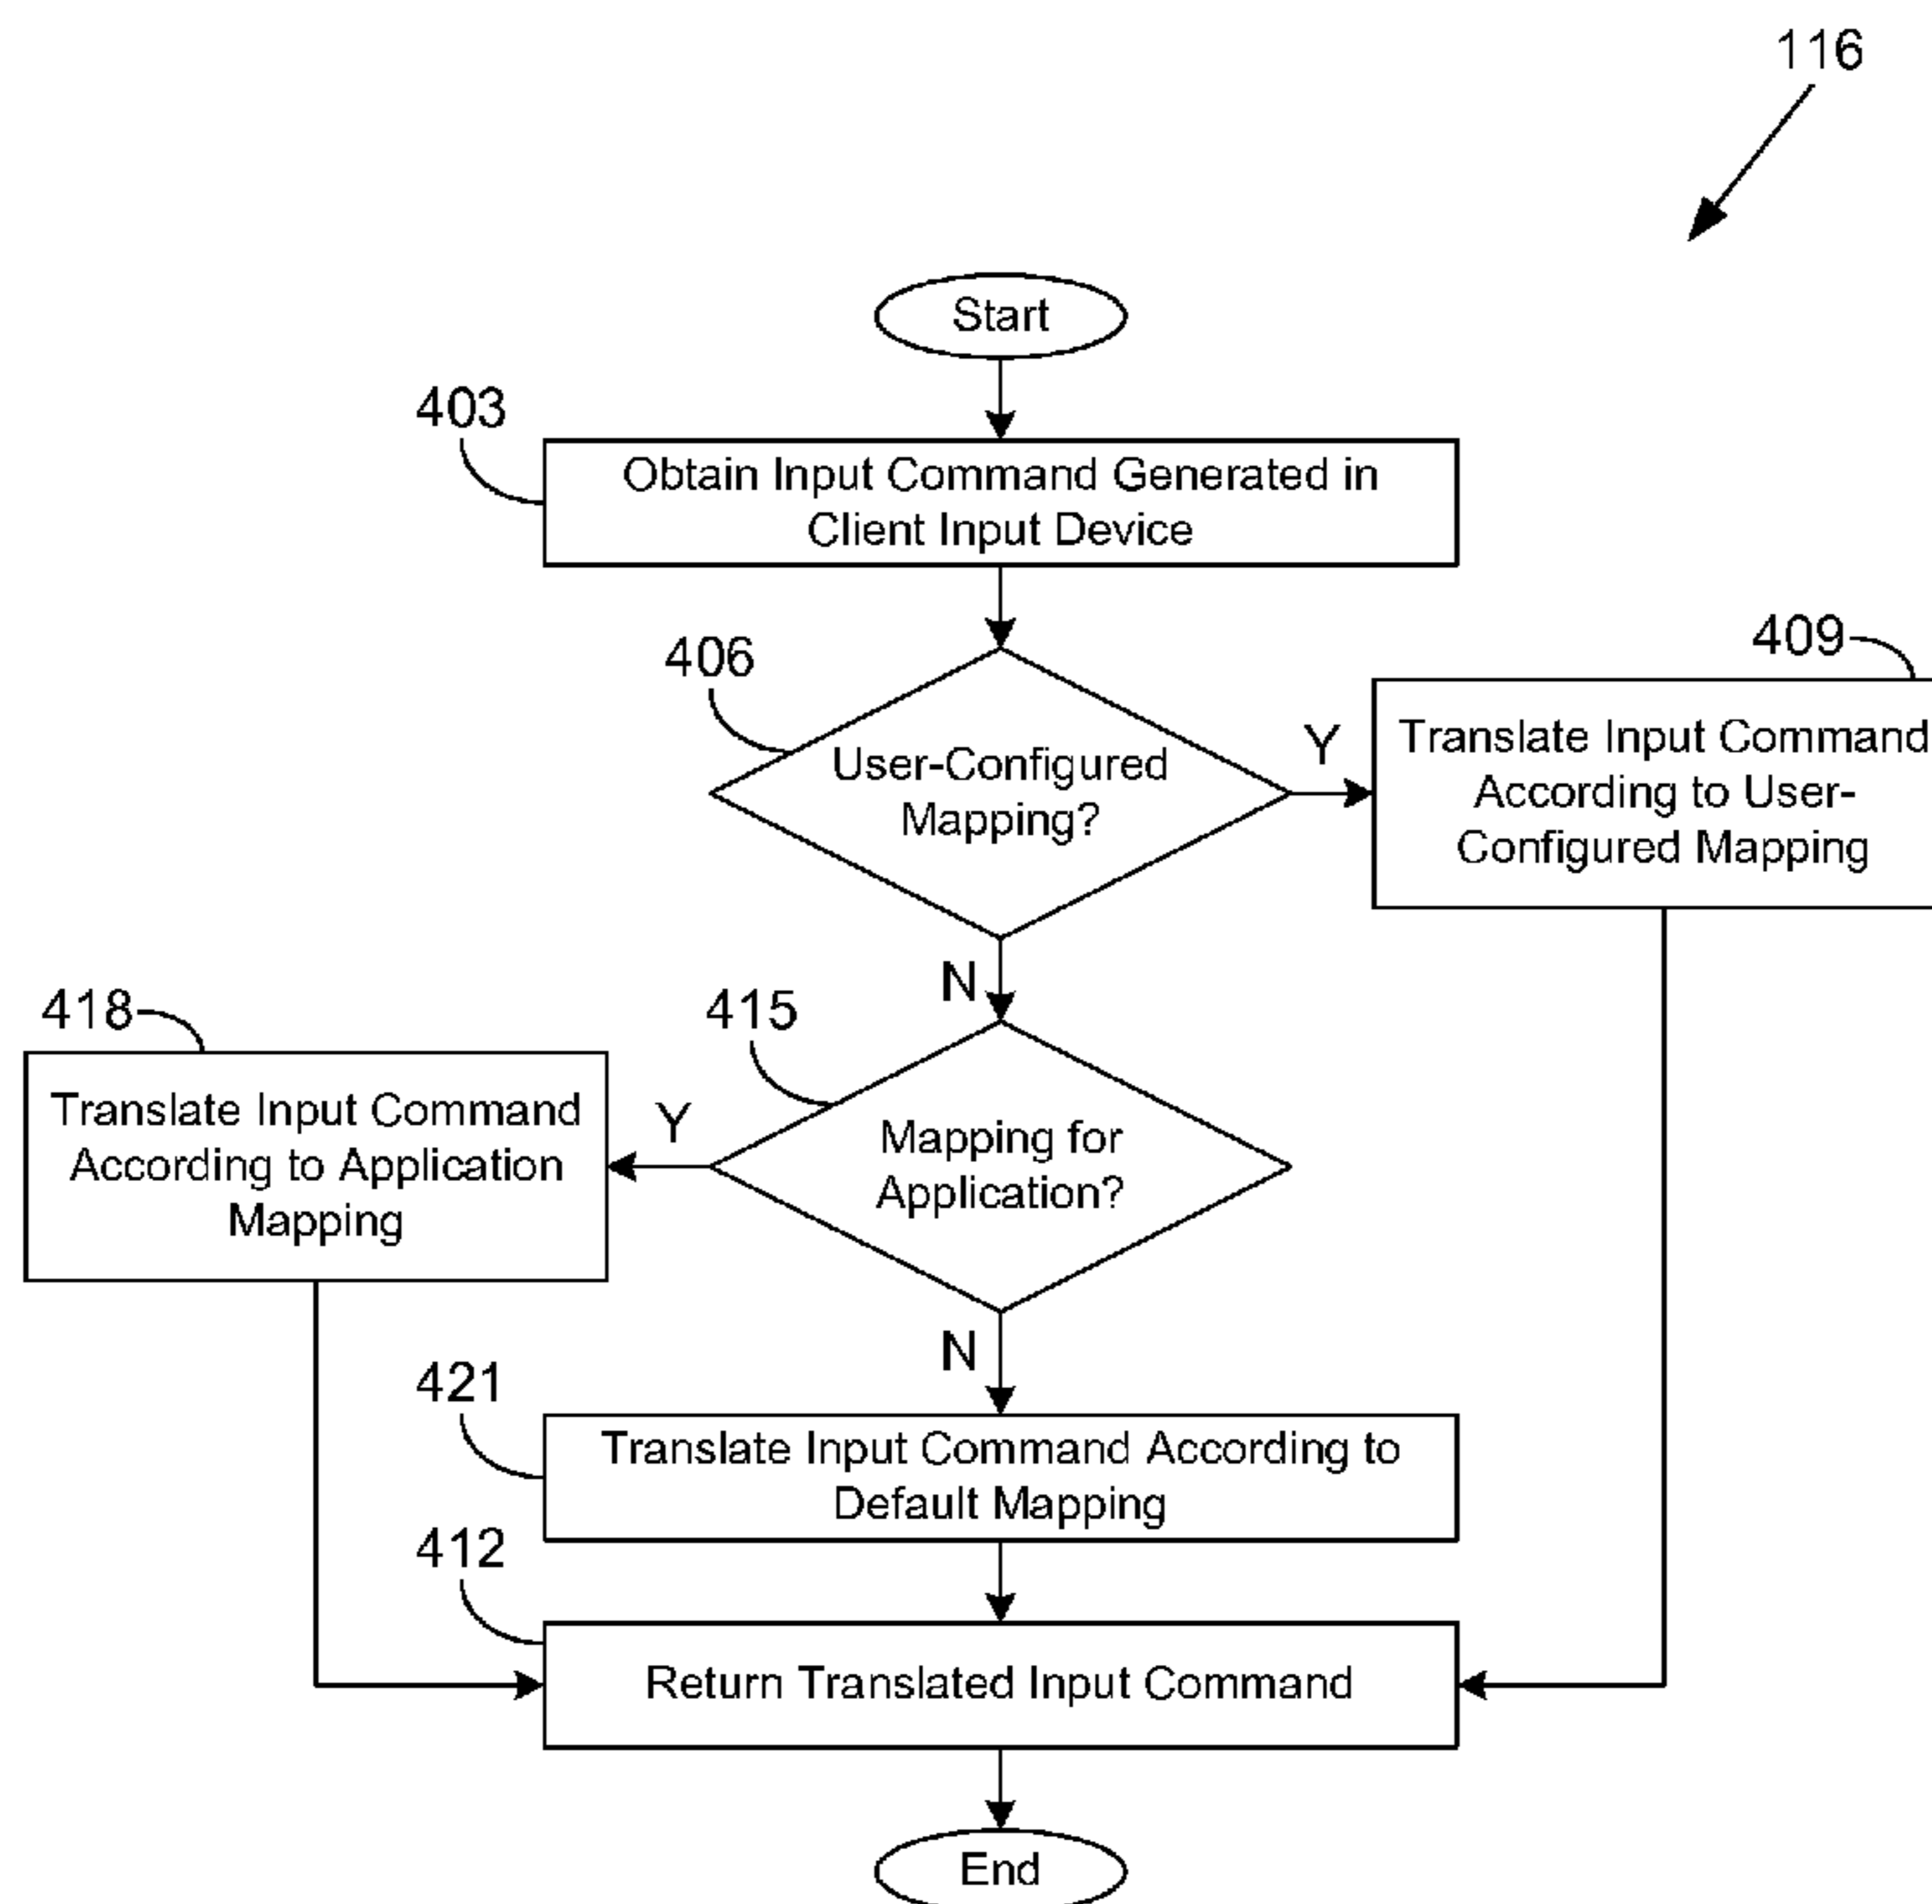 116
Start
403
Obtain Input Command Generated in
Client Input Device
406
User-Configured
Mapping?
Y
409
Translate Input Command
According to User-
Configured Mapping
N
415
Mapping for
Application?
Y
418
Translate Input Command
According to Application
Mapping
N
421
Translate Input Command According to
Default Mapping
412
Return Translated Input Command
End